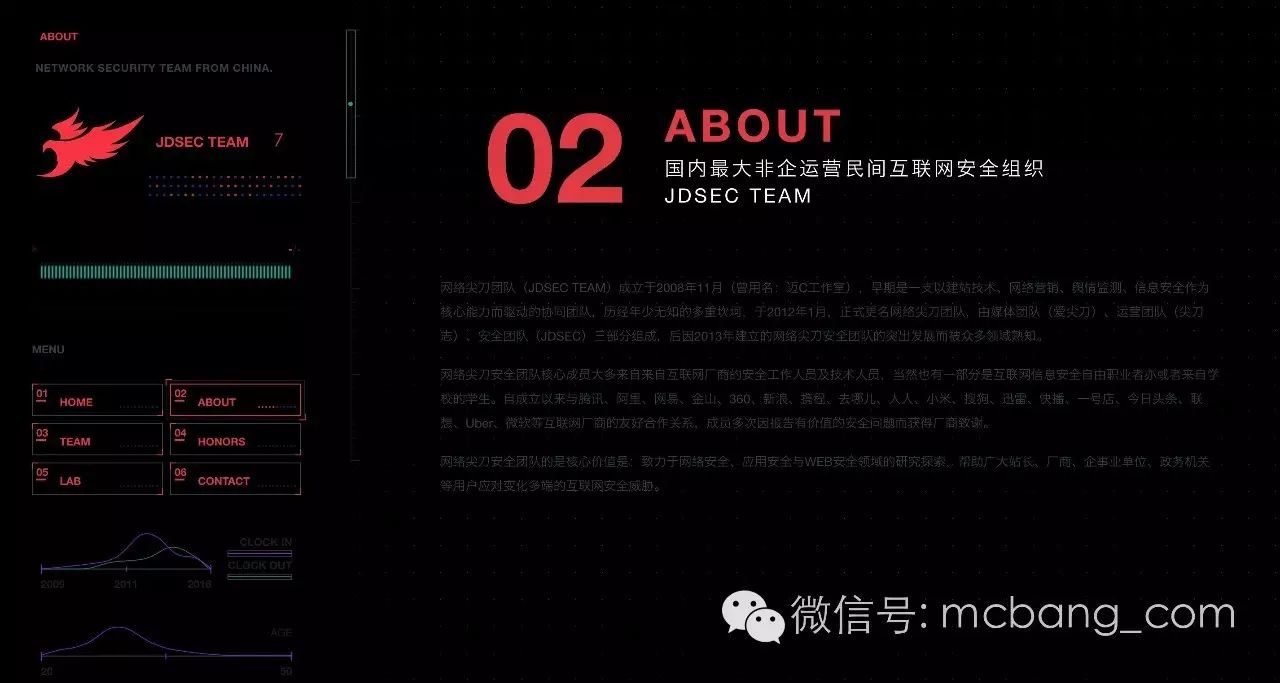 ABOUT
NETWORK SECURITY TEAM FROM CHINA.
JDSEC TEAM 7
MENU
01 HOME
02 ABOUT
03 TEAM
04 HONORS
05 LAB
06 CONTACT
CLOCK IN
CLOCK OUT
2009 2011 2016
AGE
20 50
02 ABOUT
国内最大非企运营民间互联网安全组织
JDSEC TEAM
网络尖刀团队（JDSEC TEAM）成立于2008年11月（曾用名：迈C工作室），早期是一支以建站技术、网络营销、舆情监测、信息安全作为
核心能力而驱动的协同团队，历经年少无知的多重坎坷，于2012年1月，正式更名网络尖刀团队，由媒体团队（爱尖刀）、运营团队（尖刀
志）、安全团队（JDSEC）三部分组成，后因2013年建立的网络尖刀安全团队的突出发展而被众多领域熟知。
网络尖刀安全团队核心成员大多来自来自互联网厂商的安全工作人员及技术人员，当然也有一部分是互联网信息安全自由职业者亦或者来自学
校的学生。自成立以来与腾讯、阿里、网易、金山、360、新浪、携程、去哪儿、人人、小米、搜狗、迅雷、快播、一号店、今日头条、联
想、Uber、微软等互联网厂商的友好合作关系，成员多次因报告有价值的安全问题而获得厂商致谢。
网络尖刀安全团队的是核心价值是：致力于网络安全、应用安全与WEB安全领域的研究探索，帮助广大站长、厂商、企事业单位、政务机关
等用户应对变化多端的互联网安全威胁。
微信号: mcbang_com